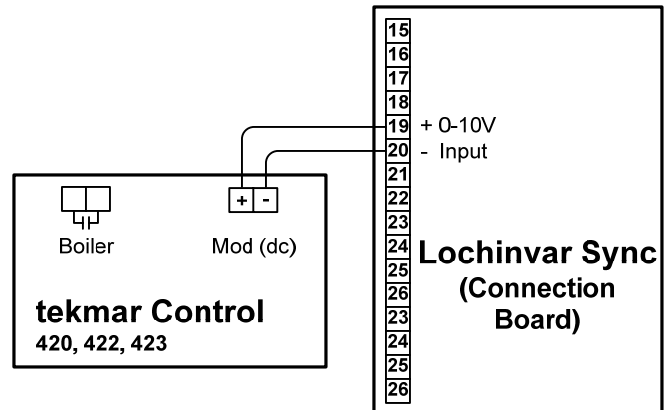 15
16
17
18
19 + 0-10V
20 - Input
21
22
23
24
25
26
23
24
25
26
Lochinvar Sync
(Connection
Board)
+ -
Boiler Mod (dc)
tekmar Control
420, 422, 423